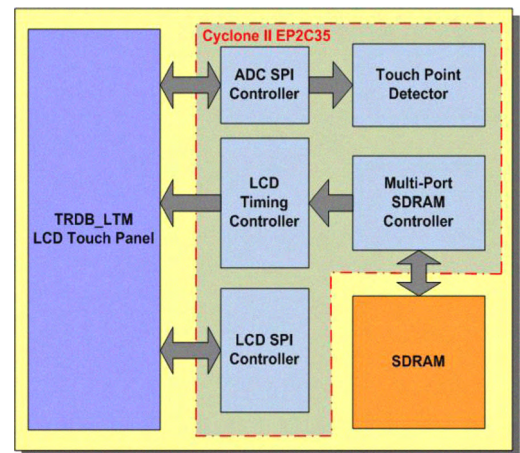 Cyclone II EP2C35
ADC SPI
Controller
Touch Point
Detector
LCD
Timing
Controller
Multi-Port
SDRAM
Controller
TRDB_LTM
LCD Touch Panel
LCD SPI
Controller
SDRAM